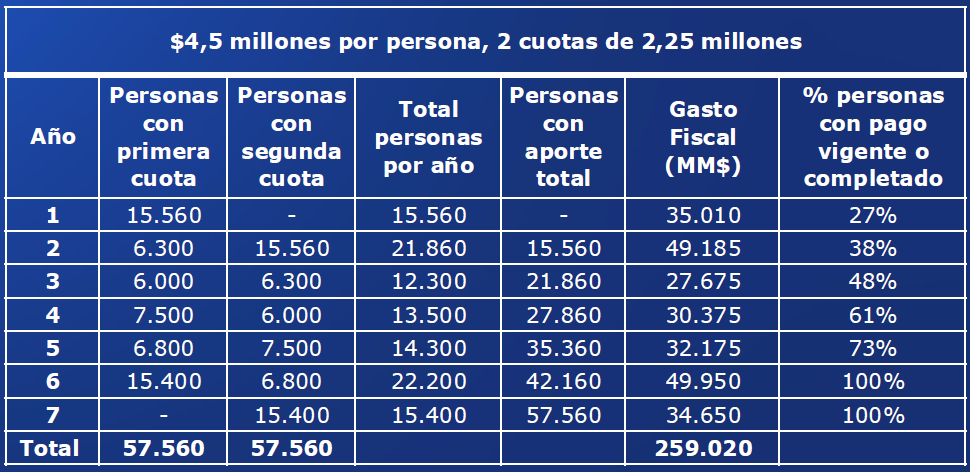 $4,5 millones por persona, 2 cuotas de 2,25 millones
Año
Personas
con
primera
cuota
Personas
con
segunda
cuota
Total
personas
por año
Personas
con
aporte
total
Gasto
Fiscal
(MM$)
% personas
con pago
vigente o
completado
1 15.560 - 15.560 - 35.010 27%
2 6.300 15.560 21.860 15.560 49.185 38%
3 6.000 6.300 12.300 21.860 27.675 48%
4 7.500 6.000 13.500 27.860 30.375 61%
5 6.800 7.500 14.300 35.360 32.175 73%
6 15.400 6.800 22.200 42.160 49.950 100%
7 - 15.400 15.400 57.560 34.650 100%
Total 57.560 57.560 259.020